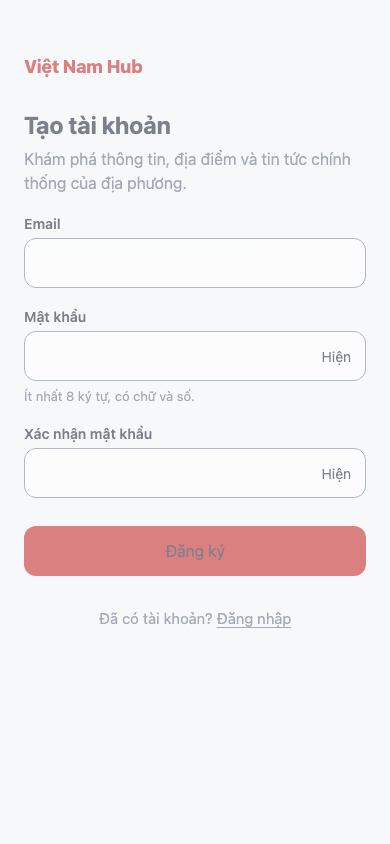 Việt Nam Hub
Tạo tài khoản
Khám phá thông tin, địa điểm và tin tức chính
thống của địa phương.
Email
Mật khẩu
Hiện
Ít nhất 8 ký tự, có chữ và số.
Xác nhận mật khẩu
Hiện
Đăng ký
Đã có tài khoản? Đăng nhập